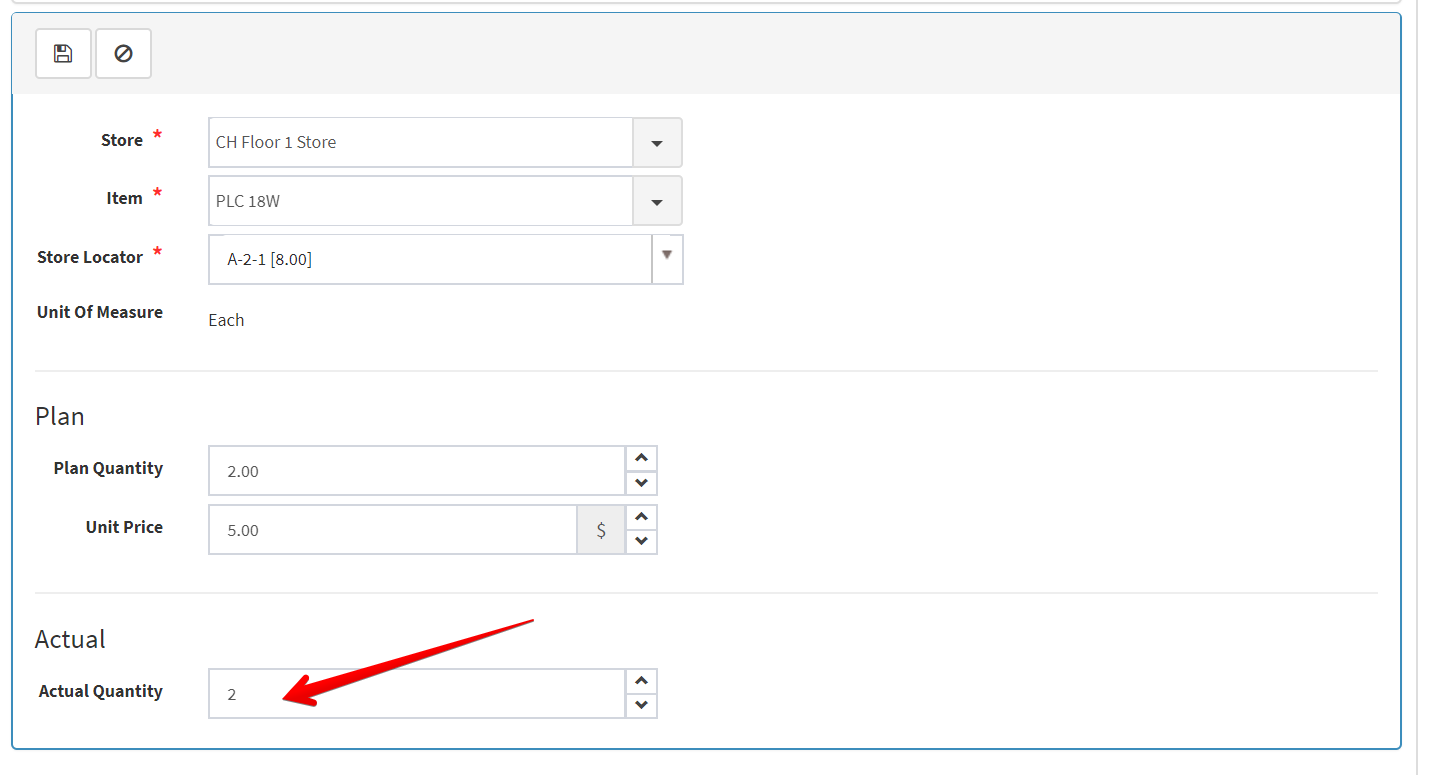 Store *
CH Floor 1 Store
Item *
PLC 18W
Store Locator *
A-2-1 [8.00]
Unit Of Measure
Each
Plan
Plan Quantity
2.00
Unit Price
5.00 $
Actual
Actual Quantity
2